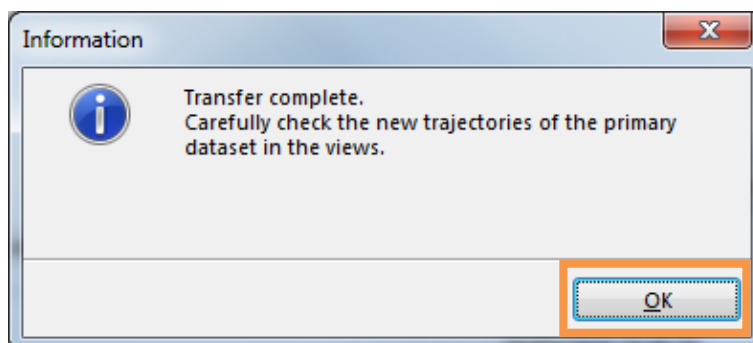 Information
Transfer complete.
Carefully check the new trajectories of the primary
dataset in the views.
OK